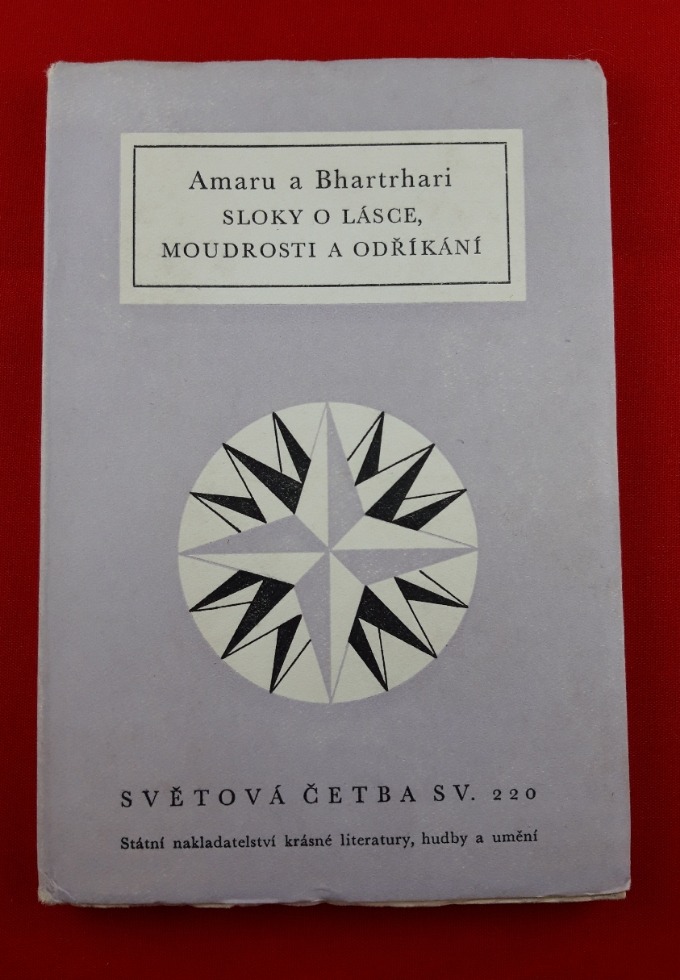 Amaru a Bhartrhari
SLOKY O LÁSCE,
MOUDROSTI A ODŘÍKÁNÍ
SVĚTOVÁ ČETBA SV. 220
Státní nakladatelství krásné literatury, hudby a umění